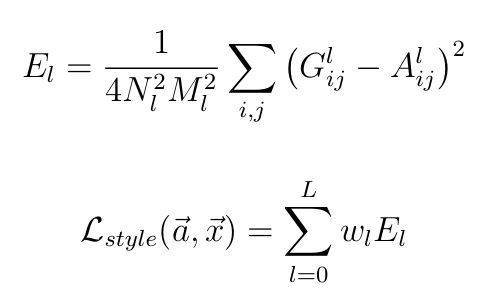 E_l = \frac{1}{4N_l^2 M_l^2} \sum_{i,j} \left( G_{ij}^l - A_{ij}^l \right)^2
\mathcal{L}_{style}(\vec{a}, \vec{x}) = \sum_{l=0}^{L} w_l E_l